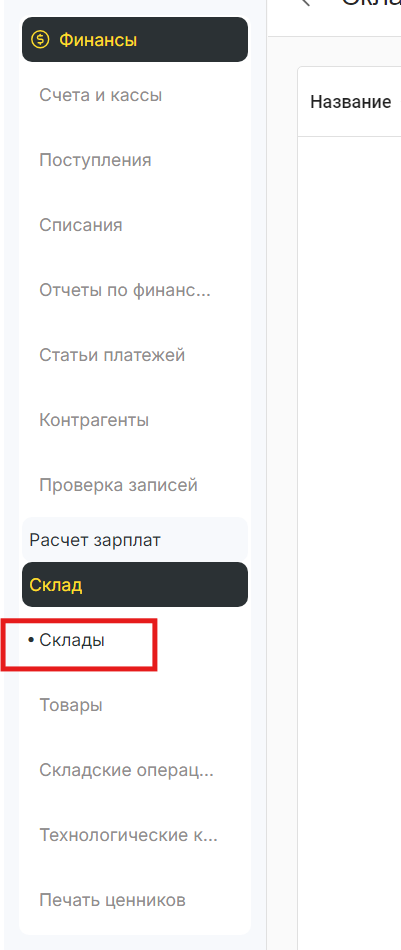 Финансы
Счета и кассы
Поступления
Списания
Отчеты по финанс...
Статьи платежей
Контрагенты
Проверка записей
Расчет зарплат
Склад
• Склады
Товары
Складские операц...
Технологические к...
Печать ценников
Название